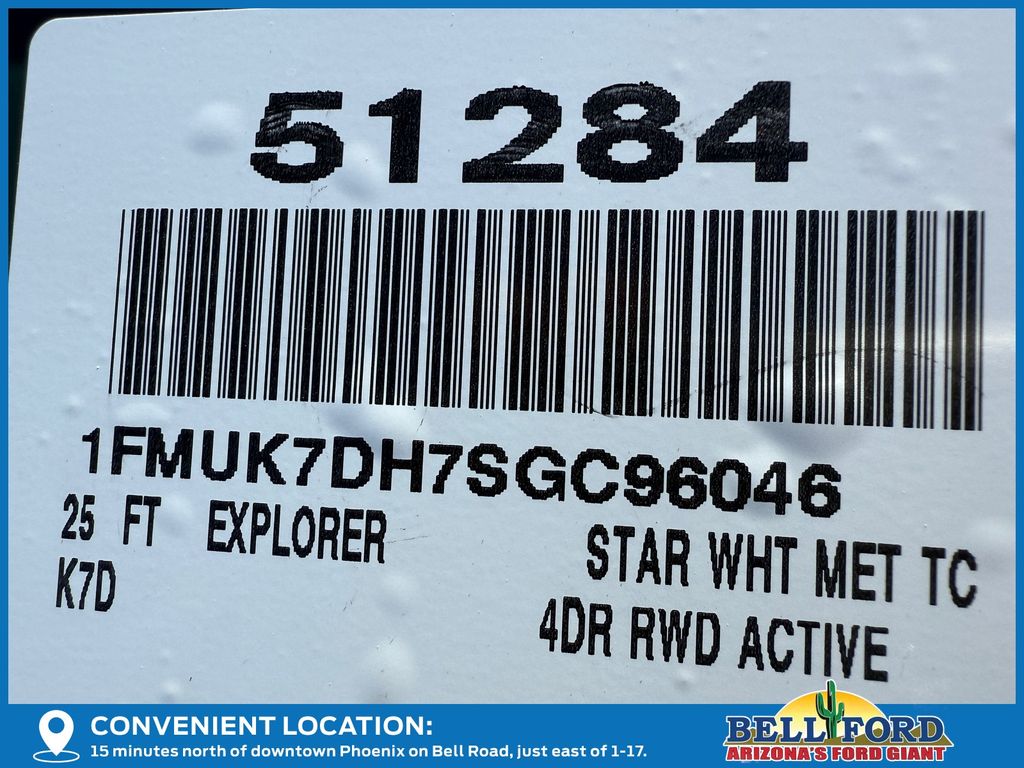 51284
1FMUK7DH7SGC96046
25 FT EXPLORER STAR WHT MET TC
K7D 4DR RWD ACTIVE
CONVENIENT LOCATION:
15 minutes north of downtown Phoenix on Bell Road, just east of 1-17.
BELL FORD
ARIZONA'S FORD GIANT